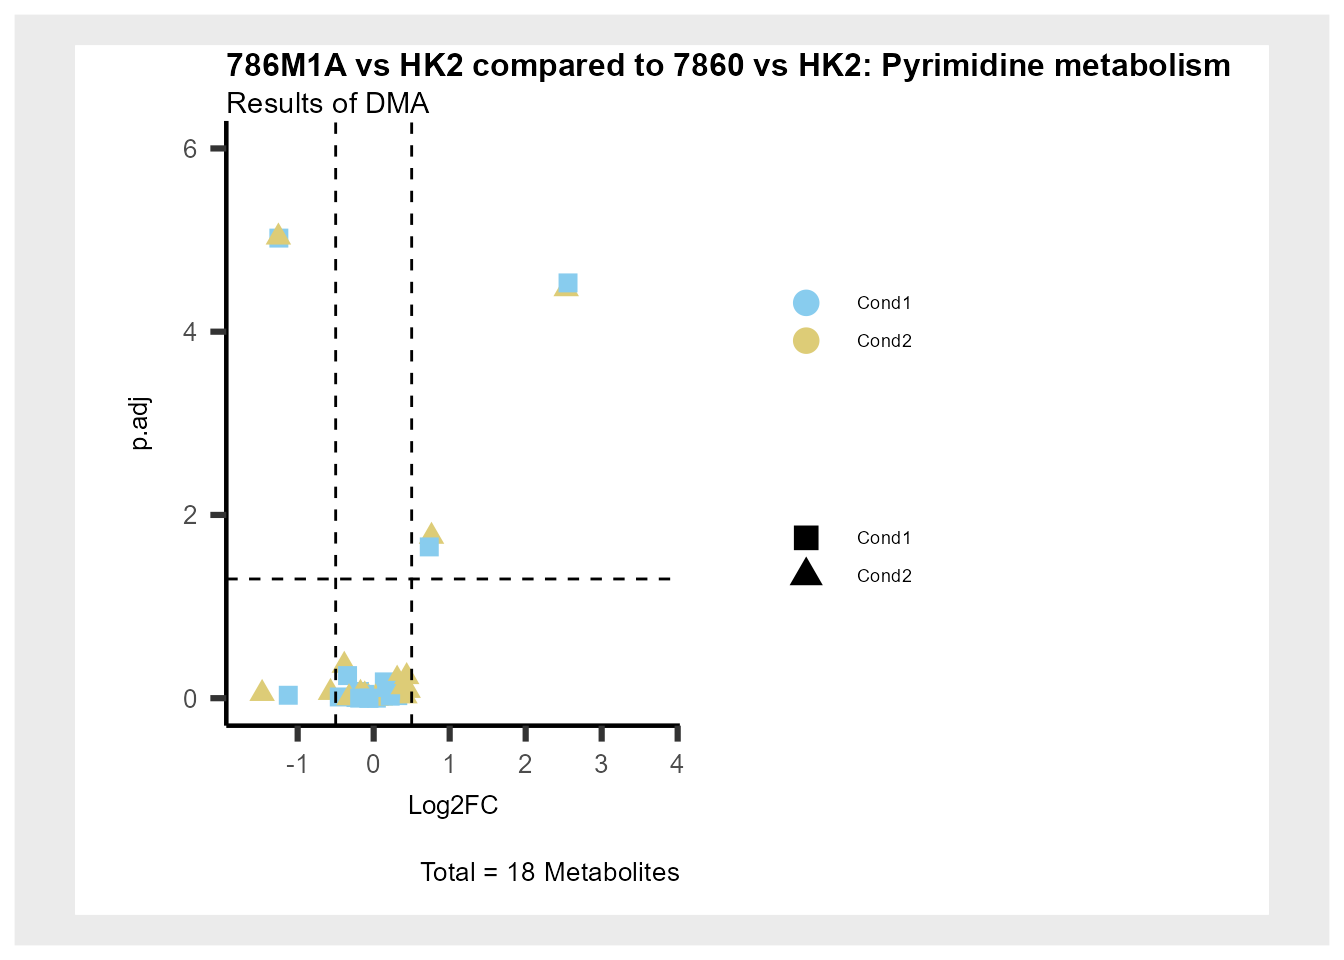 786M1A vs HK2 compared to 7860 vs HK2: Pyrimidine metabolism
Results of DMA
6
4
2
0
p.adj
-1 0 1 2 3 4
Log2FC
Total = 18 Metabolites
Cond1
Cond2
Cond1
Cond2